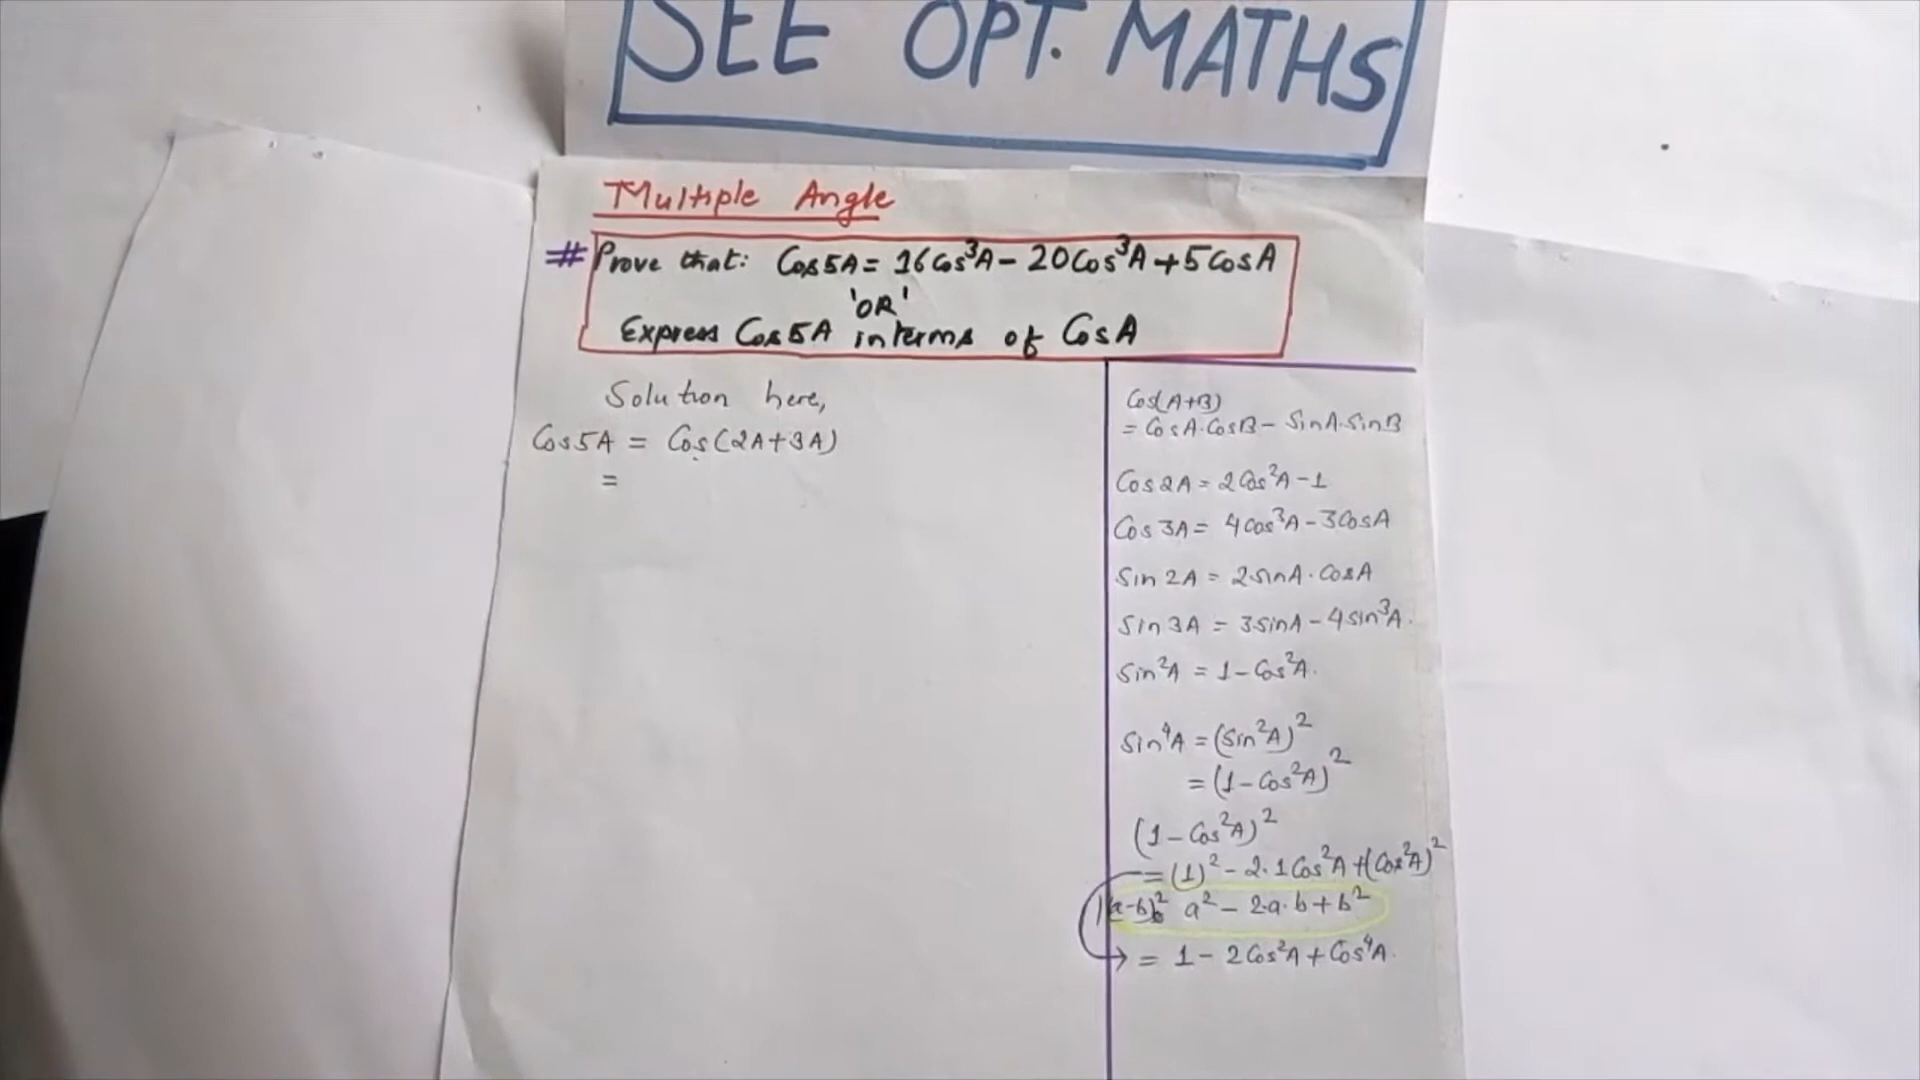 SEE OPT. MATHS
Multiple Angle
# Prove that: Cos5A = 16Cos³A - 20Cos³A + 5CosA
'OR'
Express Cos5A interms of CosA
Solution here,
Cos5A = Cos(2A+3A)
=
Cos(A+B)
= CosA.CosB - SinA.SinB
Cos2A = 2Cos²A - 1
Cos3A = 4Cos³A - 3CosA
Sin2A = 2sinA.CosA
Sin3A = 3sinA - 4sin³A.
Sin²A = 1 - Cos²A.
Sin⁴A = (Sin²A)²
= (1 - Cos²A)²
(1 - Cos²A)²
= (1)² - 2.1Cos²A + (Cos²A)²
(a-b)² a² - 2.a.b + b²
= 1 - 2Cos²A + Cos⁴A.